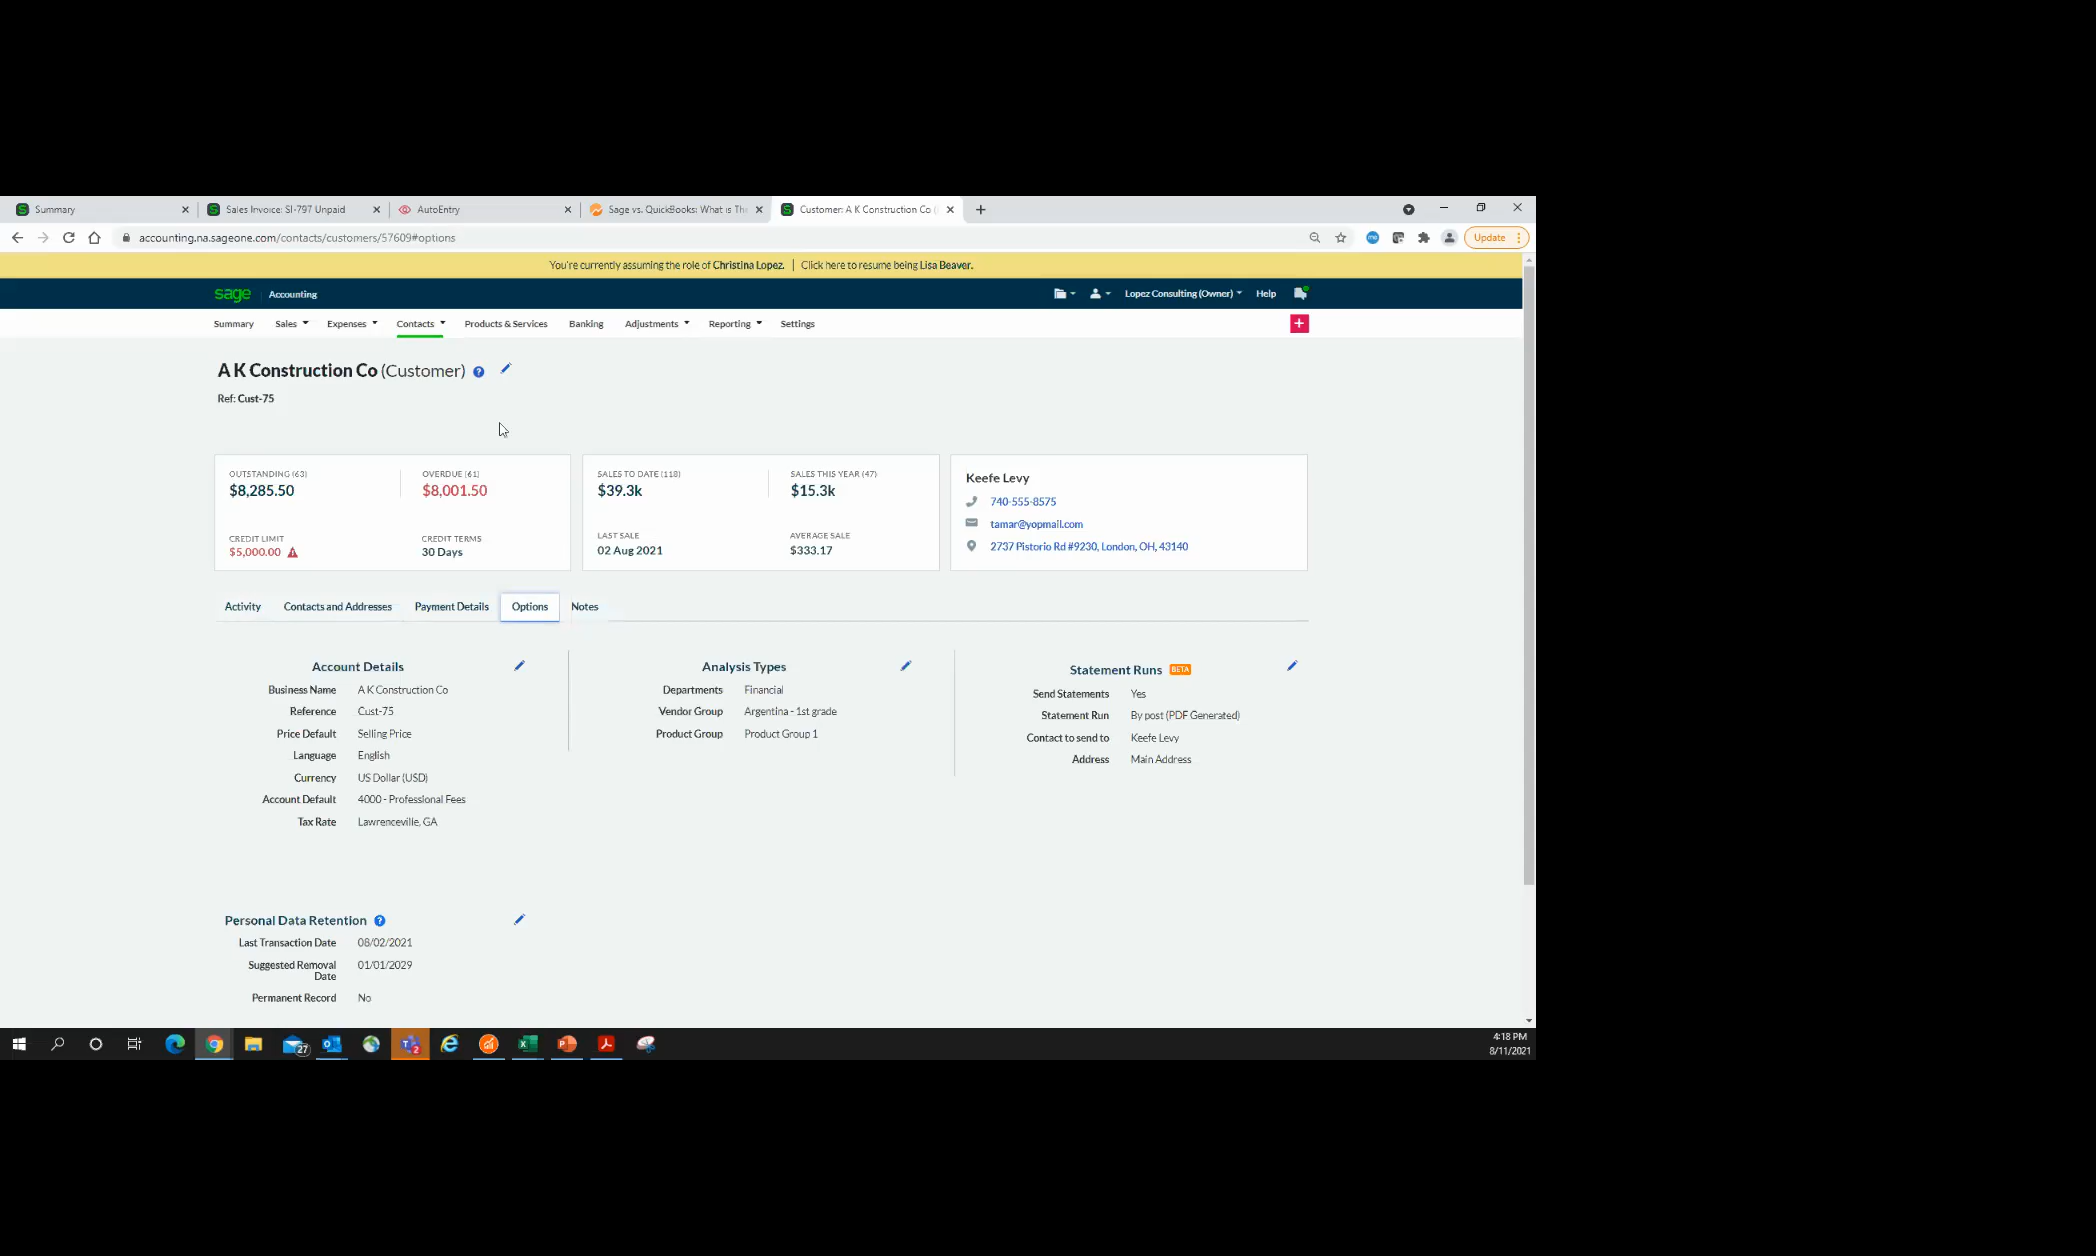 Summary
Sales Invoice: SI-797 Unpaid
AutoEntry
Sage vs. QuickBooks: What is Th
Customer: A K Construction Co (
accounting.na.sageone.com/contacts/customers/57609#options
Update
You're currently assuming the role of Christina Lopez. | Click here to resume being Lisa Beaver.
sage Accounting
Lopez Consulting (Owner) Help
Summary Sales Expenses Contacts Products & Services Banking Adjustments Reporting Settings
A K Construction Co (Customer)
Ref: Cust-75
OUTSTANDING (63)
$8,285.50
OVERDUE (61)
$8,001.50
CREDIT LIMIT
$5,000.00
CREDIT TERMS
30 Days
SALES TO DATE (118)
$39.3k
SALES THIS YEAR (47)
$15.3k
LAST SALE
02 Aug 2021
AVERAGE SALE
$333.17
Keefe Levy
740-555-8575
tamar@yopmail.com
2737 Pistorio Rd #9230, London, OH, 43140
Activity Contacts and Addresses Payment Details Options Notes
Account Details
Business Name A K Construction Co
Reference Cust-75
Price Default Selling Price
Language English
Currency US Dollar (USD)
Account Default 4000 - Professional Fees
Tax Rate Lawrenceville, GA
Analysis Types
Departments Financial
Vendor Group Argentina - 1st grade
Product Group Product Group 1
Statement Runs BETA
Send Statements Yes
Statement Run By post (PDF Generated)
Contact to send to Keefe Levy
Address Main Address
Personal Data Retention
Last Transaction Date 08/02/2021
Suggested Removal 01/01/2029
Date
Permanent Record No
27
2
4:18 PM
8/11/2021